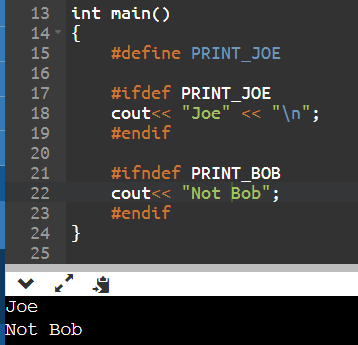 13 int main()
14 {
15     #define PRINT_JOE
16
17     #ifdef PRINT_JOE
18     cout<< "Joe" << "\n";
19     #endif
20
21     #ifndef PRINT_BOB
22     cout<< "Not Bob";
23     #endif
24 }
25
Joe
Not Bob